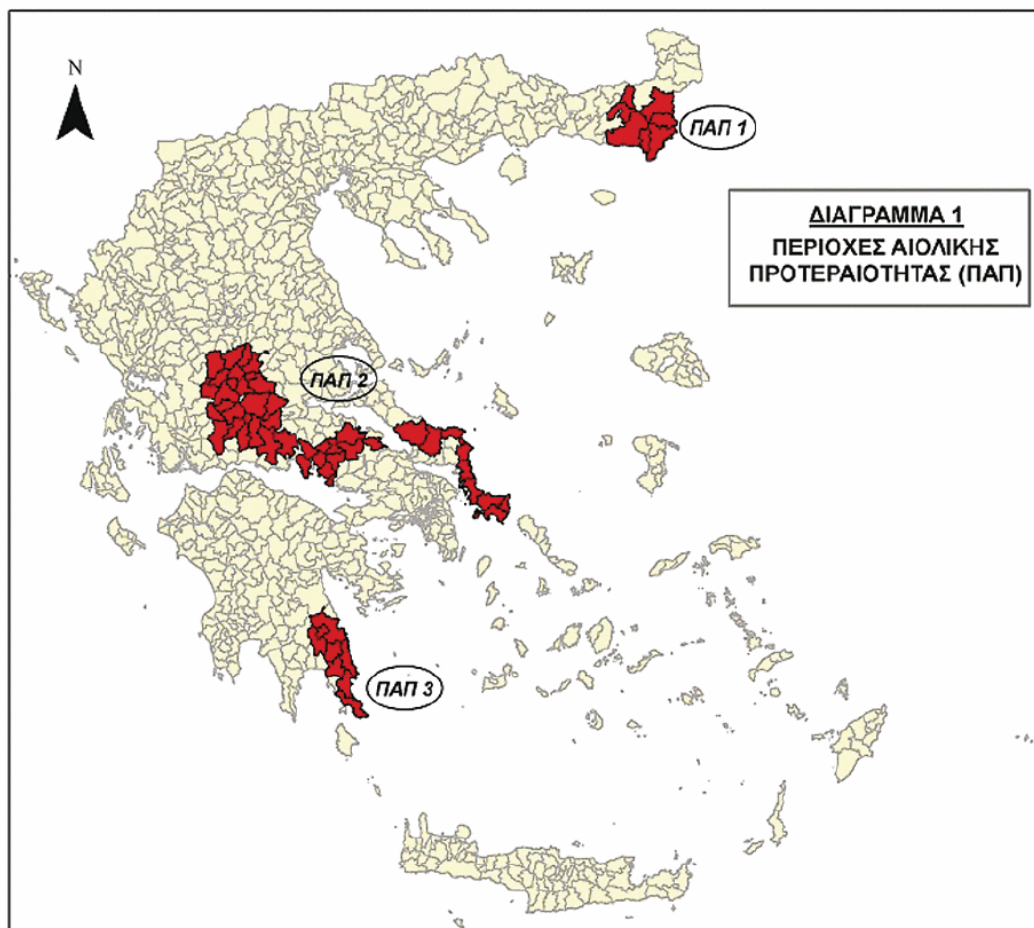 N
ΠΑΠ 1
ΔΙΑΓΡΑΜΜΑ 1
ΠΕΡΙΟΧΕΣ ΑΙΟΛΙΚΗΣ
ΠΡΟΤΕΡΑΙΟΤΗΤΑΣ (ΠΑΠ)
ΠΑΠ 2
ΠΑΠ 3